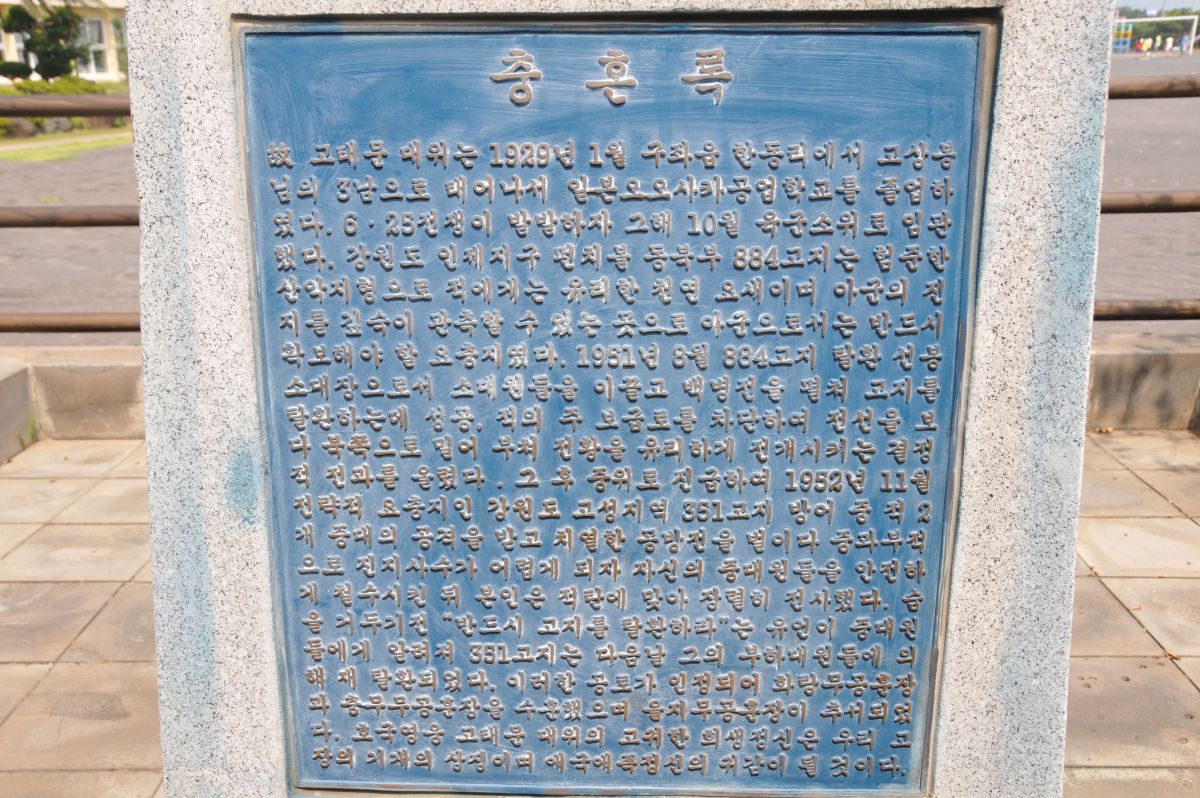 충혼록
故 고태문 대위는 1929년 1월 구좌읍 한동리에서 고상봉
님의 3남으로 태어나서 일본오오사카공업학교를 졸업하
였다. 6·25전쟁이 발발하자 그해 10월 육군소위로 임관
했다. 강원도 인제지구 펀치볼 동북부 884고지는 험준한
산악지형으로 적에게는 유리한 천연 요새이며 아군의 진
지를 깊숙이 관측할 수 있는 곳으로 아군으로서는 반드시
확보해야 할 요충지였다. 1951년 8월 884고지 탈환 선봉
소대장으로서 소대원들을 이끌고 백병전을 펼쳐 고지를
탈환하는데 성공, 적의 주 보급로를 차단하여 전선을 보
다 북쪽으로 밀어 부쳐 전황을 유리하게 전개시키는 결정
적 전과를 올렸다. 그 후 중위로 진급하여 1952년 11월
전략적 요충지인 강원도 고성지역 351고지 방어 중 적 2
개 중대의 공격을 받고 치열한 공방전을 벌이다 중과부적
으로 진지사수가 어렵게 되자 자신의 중대원들을 안전하
게 철수시킨 뒤 본인은 적탄에 맞아 장렬히 전사했다. 숨
을 거두기전 "반드시 고지를 탈환하라"는 유언이 중대원
들에게 알려져 351고지는 다음날 그의 부하대원들에 의
해 재 탈환되었다. 이러한 공로가 인정되어 화랑무공훈장
과 충무무공훈장을 수훈했으며 을지무공훈장이 추서되었
다. 호국영웅 고태문 대위의 고귀한 희생정신은 우리 고
장의 기개의 상징이며 애국애족정신의 귀감이 될 것이다.